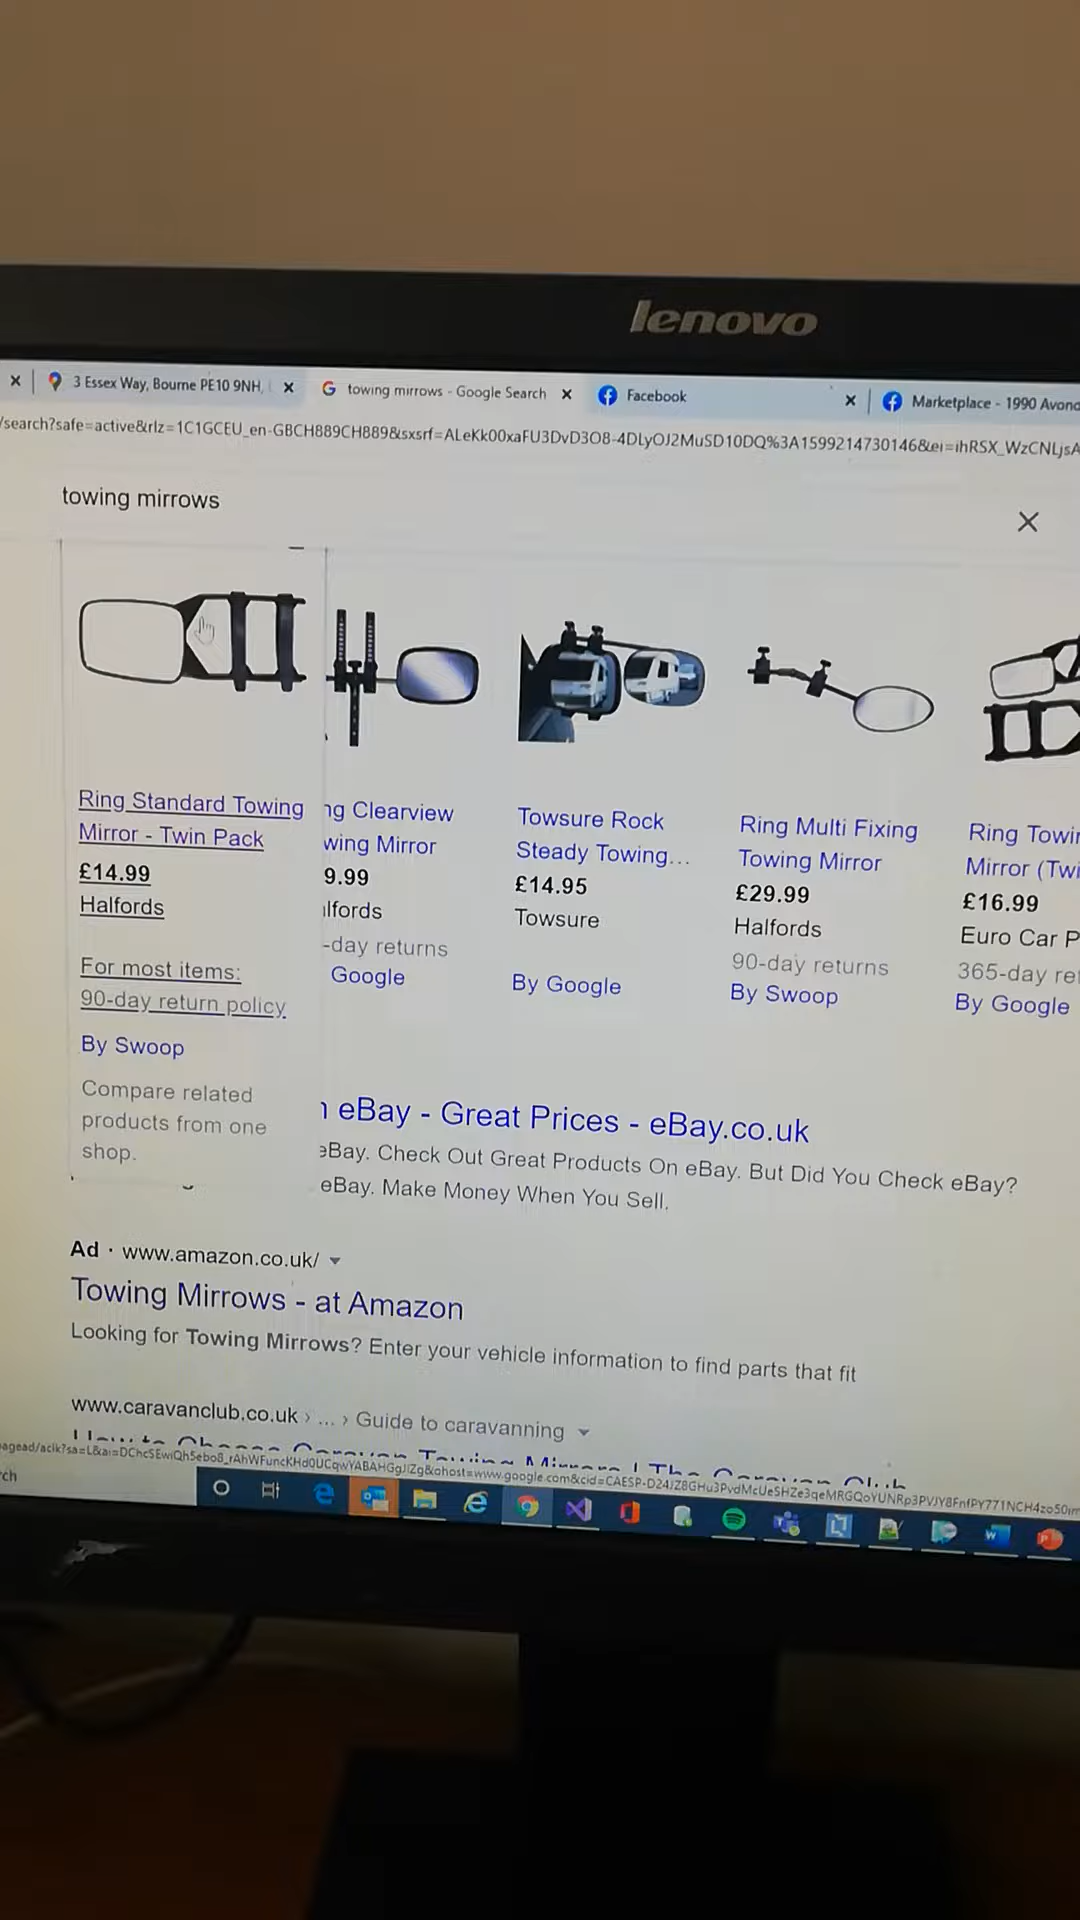 lenovo
3 Essex Way, Bourne PE10 9NH,
towing mirrows - Google Search
Facebook
Marketplace - 1990 Avond
towing mirrows
Ring Standard Towing
Mirror - Twin Pack
£14.99
Halfords
For most items:
90-day return policy
By Swoop
Compare related
products from one
shop.
ng Clearview
wing Mirror
9.99
lfords
-day returns
Google
Towsure Rock
Steady Towing...
£14.95
Towsure
By Google
Ring Multi Fixing
Towing Mirror
£29.99
Halfords
90-day returns
By Swoop
Ring Towin
Mirror (Twi
£16.99
Euro Car P
365-day re
By Google
eBay - Great Prices - eBay.co.uk
eBay. Check Out Great Products On eBay. But Did You Check eBay?
eBay. Make Money When You Sell.
Ad · www.amazon.co.uk/
Towing Mirrows - at Amazon
Looking for Towing Mirrows? Enter your vehicle information to find parts that fit
www.caravanclub.co.uk › ... › Guide to caravanning
rch